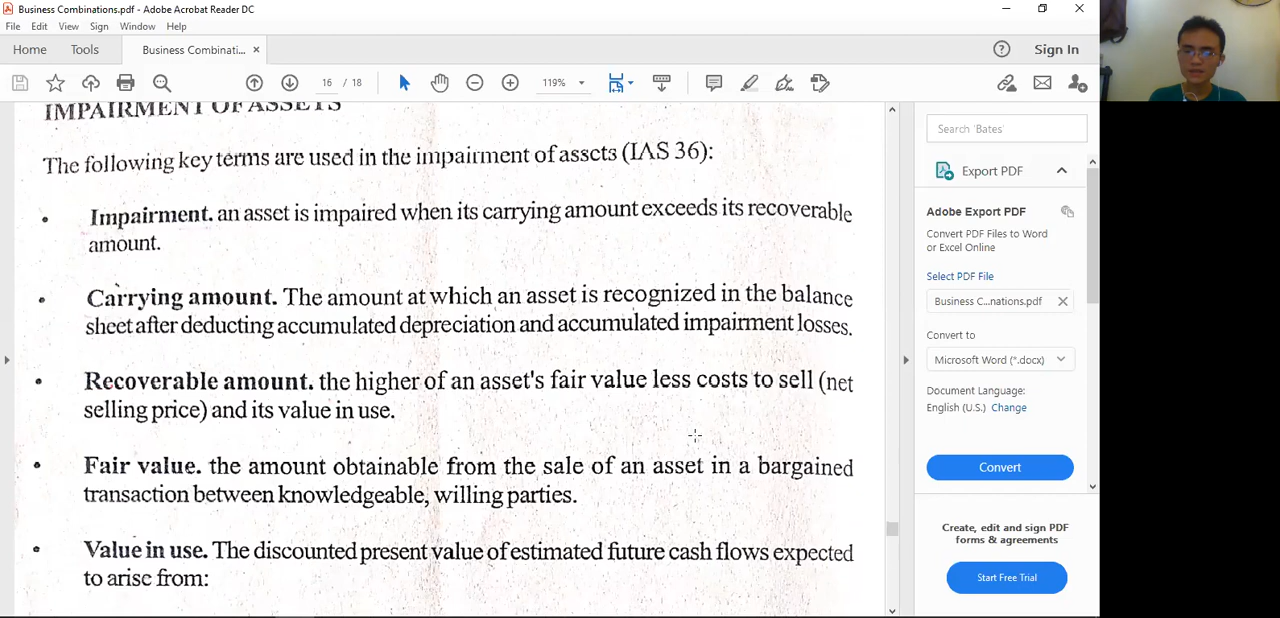 Business Combinations.pdf - Adobe Acrobat Reader DC
File Edit View Sign Window Help
Home Tools Business Combinati... × Sign In
16 / 18 119%
IMPAIRMENT OF ASSETS
The following key terms are used in the impairment of assets (IAS 36):
• Impairment. an asset is impaired when its carrying amount exceeds its recoverable
amount.
• Carrying amount. The amount at which an asset is recognized in the balance
sheet after deducting accumulated depreciation and accumulated impairment losses.
• Recoverable amount. the higher of an asset's fair value less costs to sell (net
selling price) and its value in use.
• Fair value. the amount obtainable from the sale of an asset in a bargained
transaction between knowledgeable, willing parties.
• Value in use. The discounted present value of estimated future cash flows expected
to arise from:
Search 'Bates'
Export PDF
Adobe Export PDF
Convert PDF Files to Word
or Excel Online
Select PDF File
Business C...nations.pdf
Convert to
Microsoft Word (*.docx)
Document Language:
English (U.S.) Change
Convert
Create, edit and sign PDF
forms & agreements
Start Free Trial